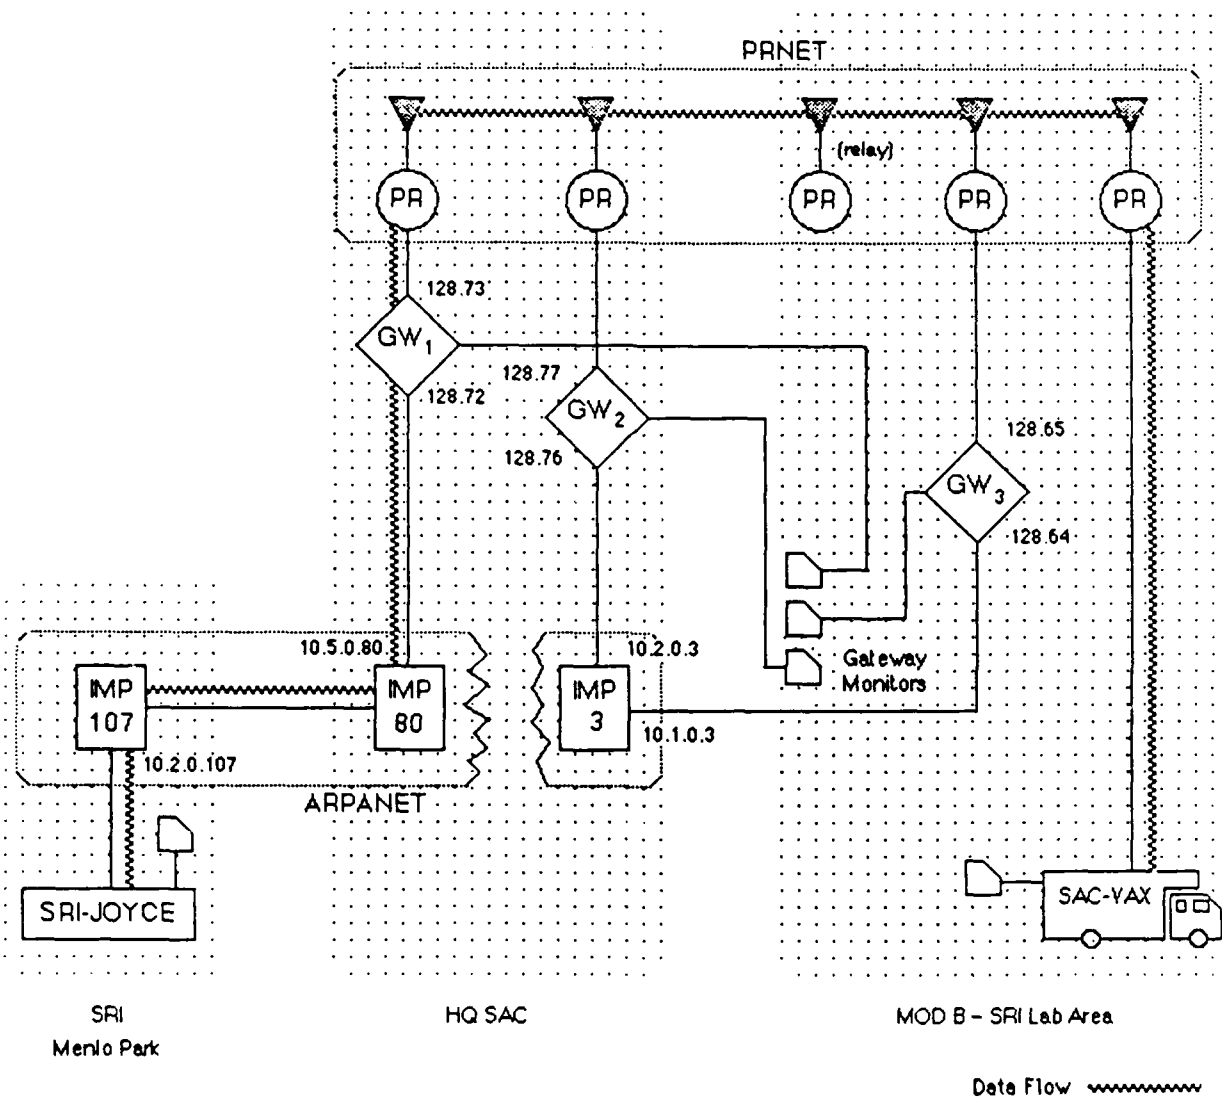 PRNET
(relay)
PR
PR
PR
PR
PR
128.73
GW1
128.72
128.77
GW2
128.76
128.65
GW3
128.64
10.5.0.80
10.2.0.3
Gateway
Monitors
IMP
107
IMP
80
IMP
3
10.1.0.3
10.2.0.107
ARPANET
SRI-JOYCE
SAC-VAX
SRI
Menlo Park
HQ SAC
MOD B - SRI Lab Area
Data Flow